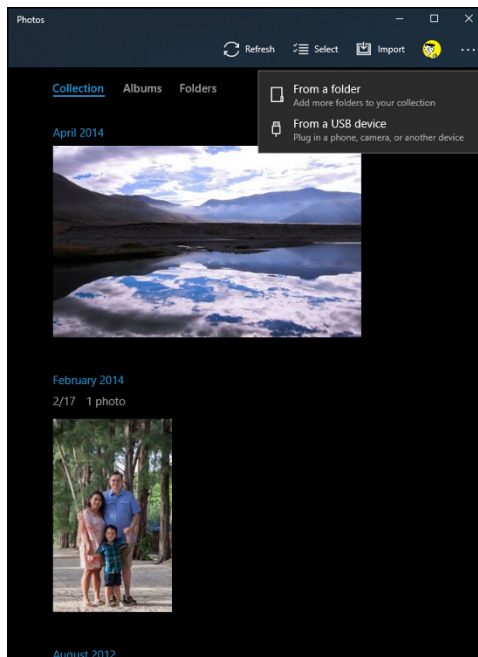 Photos
Refresh Select Import
Collection Albums Folders
From a folder
Add more folders to your collection
From a USB device
Plug in a phone, camera, or another device
April 2014
February 2014
2/17 1 photo
August 2012